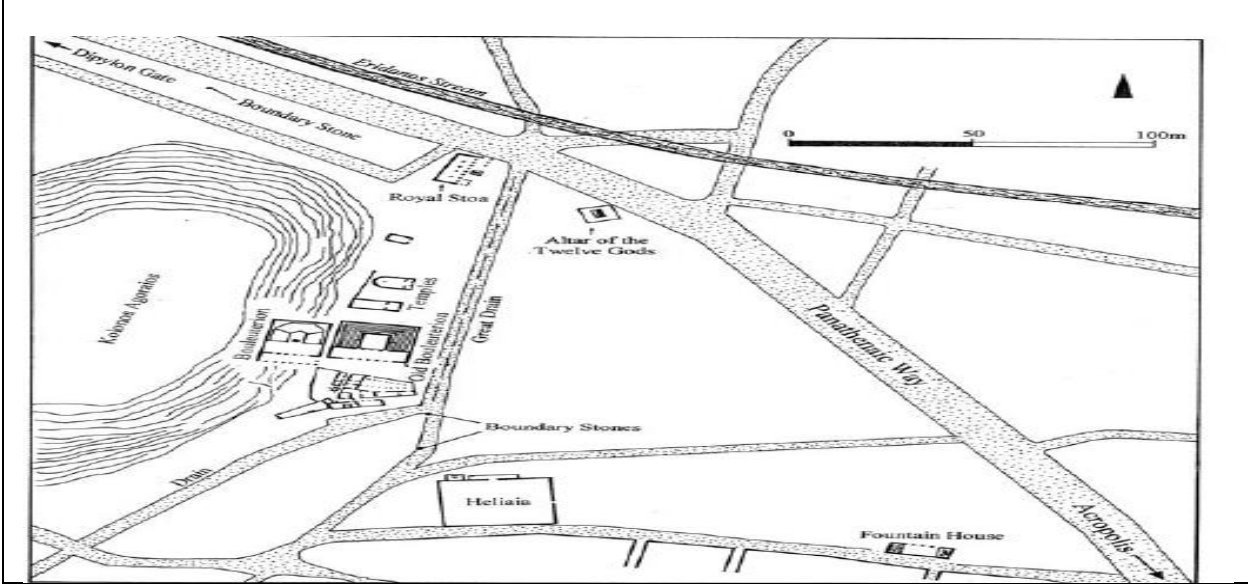 Dipylon Gate
Eridanos Stream
Boundary Stone
0 50 100m
Royal Stoa
Altar of the
Twelve Gods
Kolonos Agoraios
Temples
Great Drain
Bouleuterion
Old Bouleuterion
Panathennic Way
Boundary Stones
Drain
Heliaia
Fountain House
Acropolis